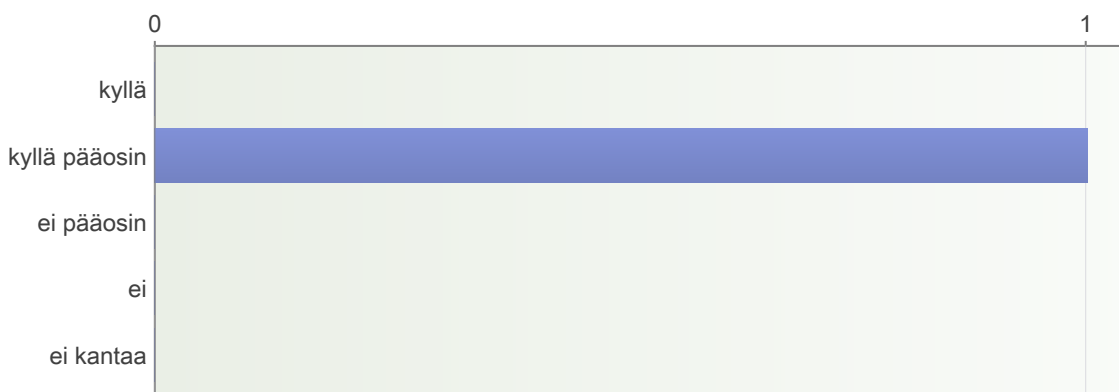 0 1
kyllä
kyllä pääosin
ei pääosin
ei
ei kantaa